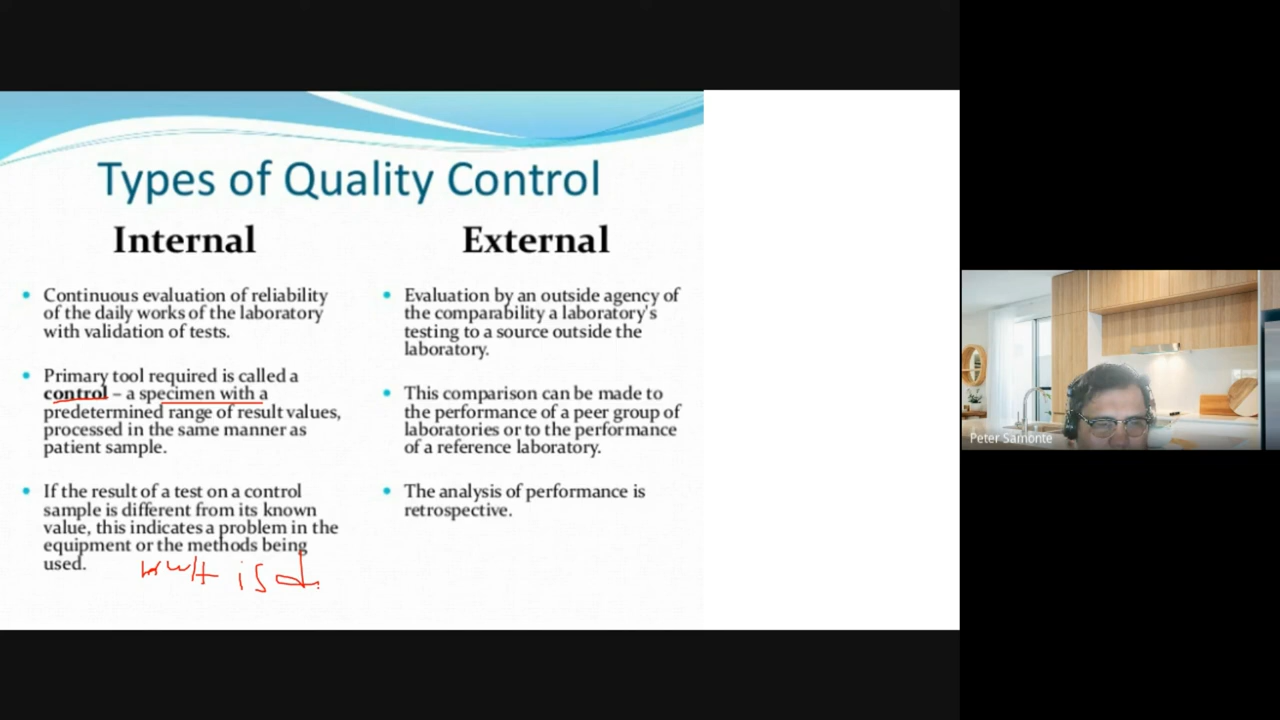 Types of Quality Control
Internal
Continuous evaluation of reliability
of the daily works of the laboratory
with validation of tests.
Primary tool required is called a
control – a specimen with a
predetermined range of result values,
processed in the same manner as
patient sample.
If the result of a test on a control
sample is different from its known
value, this indicates a problem in the
equipment or the methods being
used.
is
External
Evaluation by an outside agency of
the comparability a laboratory's
testing to a source outside the
laboratory.
This comparison can be made to
the performance of a peer group of
laboratories or to the performance
of a reference laboratory.
The analysis of performance is
retrospective.
Peter Samonte